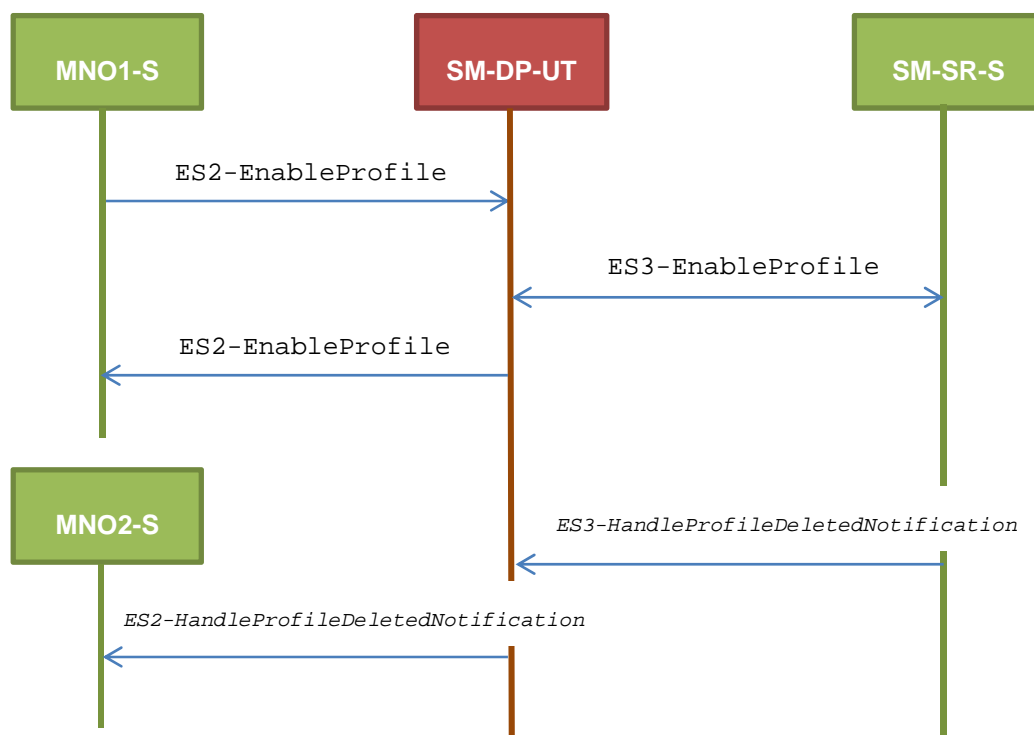 MNO1-S
SM-DP-UT
SM-SR-S
ES2-EnableProfile
ES3-EnableProfile
ES2-EnableProfile
MNO2-S
ES3-HandleProfileDeletedNotification
ES2-HandleProfileDeletedNotification